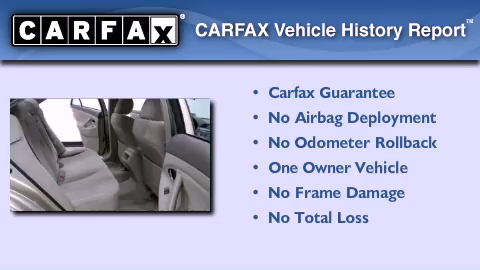 CARFAX® CARFAX Vehicle History Report™
• Carfax Guarantee
• No Airbag Deployment
• No Odometer Rollback
• One Owner Vehicle
• No Frame Damage
• No Total Loss